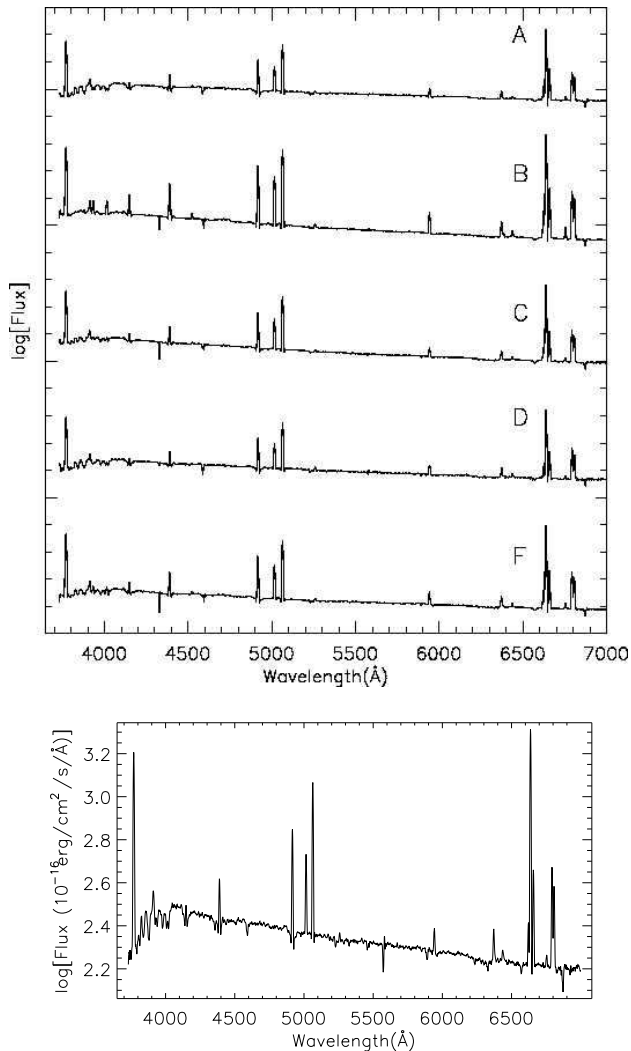 A
B
C
D
F
log[Flux]
4000 4500 5000 5500 6000 6500 7000
Wavelength(Å)
3.2
3.0
2.8
2.6
2.4
2.2
log[Flux (10⁻¹⁶erg/cm² /s/Å)]
4000 4500 5000 5500 6000 6500
Wavelength(Å)